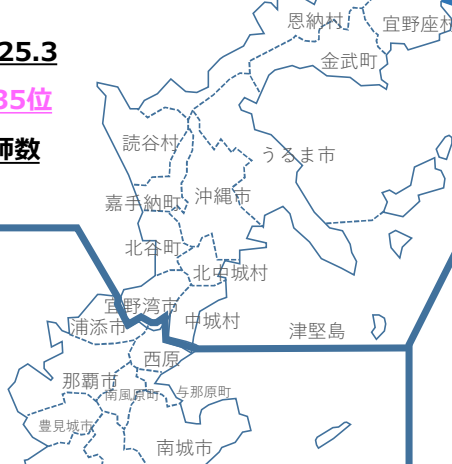 恩納村
宜野座村
25.3
金武町
35位
読谷村
師数
うるま市
嘉手納町
沖縄市
北谷町
北中城村
宜野湾市
浦添市
中城村
津堅島
西原
那覇市
南風原町
与那原町
豊見城市
南城市